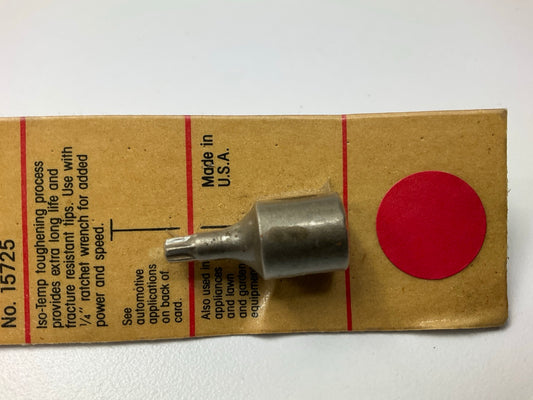 No. 15725
Iso-Temp toughening process
provides extra long life and
fracture resistant tips. Use with
¼" ratchet wrench for added
power and speed.
See
automotive
applications
on back of
card.
Made in
U.S.A.
Also used in
appliances
and lawn
and garden
equipment